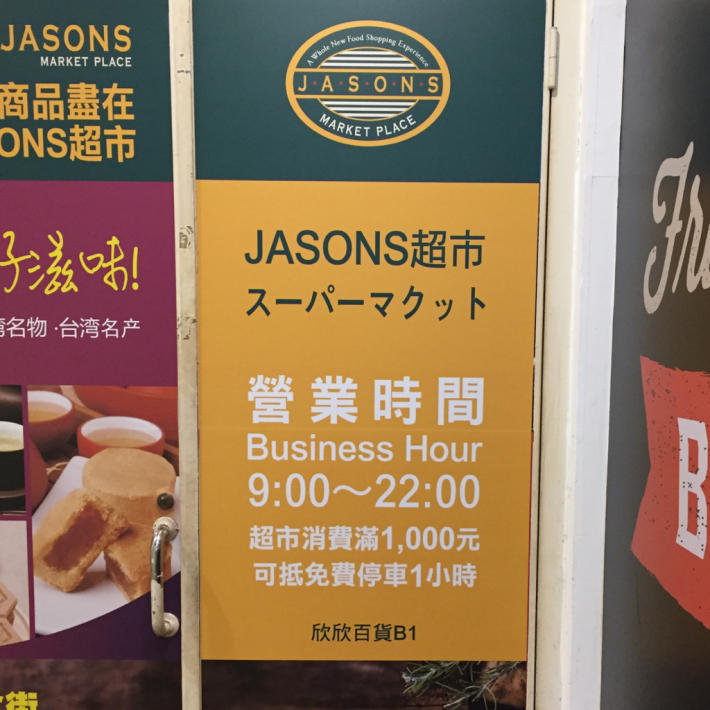 JASONS
MARKET PLACE
商品盡在
ONS超市
子滋味!
湾名物 ·台湾名产
A Whole New Food Shopping Experience
JASONS
MARKET PLACE
JASONS超市
スーパーマクット
營業時間
Business Hour
9:00～22:00
超市消費滿1,000元
可抵免費停車1小時
欣欣百貨B1
街
Fr
B